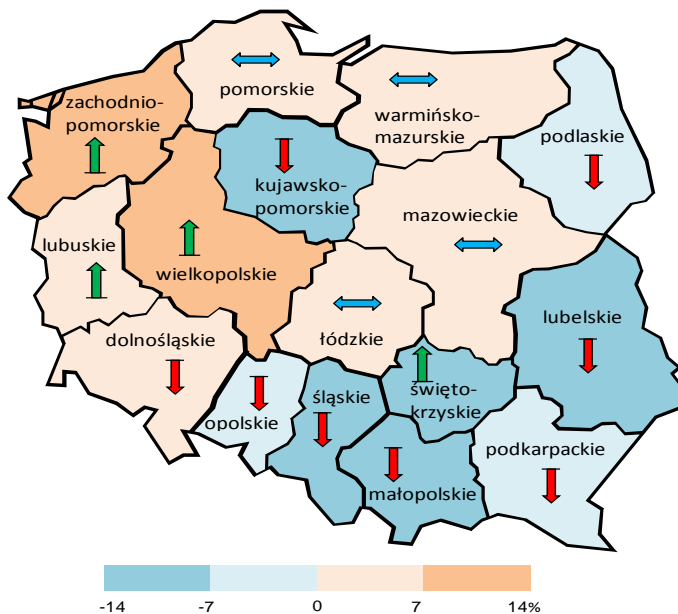 zachodnio-
pomorskie
pomorskie
warmińsko-
mazurskie
podlaskie
kujawsko-
pomorskie
mazowieckie
lubuskie
wielkopolskie
łódzkie
lubelskie
dolnośląskie
opolskie
śląskie
święto-
krzyskie
małopolskie
podkarpackie
-14 -7 0 7 14%